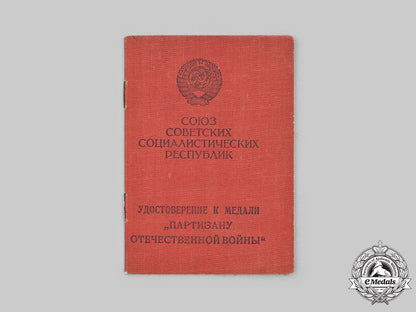 СОЮЗ
СОВЕТСКИХ
СОЦИАЛИСТИЧЕСКИХ
РЕСПУБЛИК
УДОСТОВЕРЕНИЕ К МЕДАЛИ
„ПАРТИЗАНУ
ОТЕЧЕСТВЕННОЙ ВОЙНЫ“
eMedals